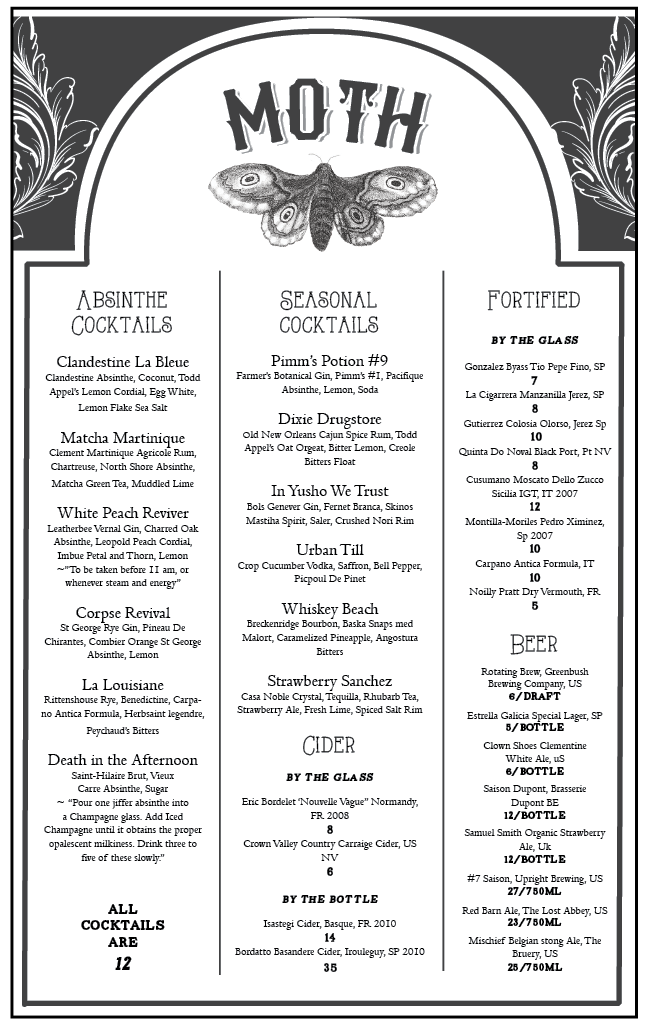 MOTH
Absinthe
Cocktails
Clandestine La Bleue
Clandestine Absinthe, Coconut, Todd
Appel's Lemon Cordial, Egg White,
Lemon Flake Sea Salt
Matcha Martinique
Clement Martinique Agricole Rum,
Chartreuse, North Shore Absinthe,
Matcha Green Tea, Muddled Lime
White Peach Reviver
Leatherbee Vernal Gin, Charred Oak
Absinthe, Leopold Peach Cordial,
Imbue Petal and Thorn, Lemon
~"To be taken before 11 am, or
whenever steam and energy"
Corpse Revival
St George Rye Gin, Pineau De
Chirantes, Combier Orange St George
Absinthe, Lemon
La Louisiane
Rittenshouse Rye, Benedictine, Carpa-
no Antica Formula, Herbsaint legendre,
Peychaud's Bitters
Death in the Afternoon
Saint-Hilaire Brut, Vieux
Carre Absinthe, Sugar
~ "Pour one jiffer absinthe into
a Champagne glass. Add Iced
Champagne until it obtains the proper
opalescent milkiness. Drink three to
five of these slowly."
ALL
COCKTAILS
ARE
12
Seasonal
cocktails
Pimm's Potion #9
Farmer's Botanical Gin, Pimm's #1, Pacifique
Absinthe, Lemon, Soda
Dixie Drugstore
Old New Orleans Cajun Spice Rum, Todd
Appel's Oat Orgeat, Bitter Lemon, Creole
Bitters Float
In Yusho We Trust
Bols Genever Gin, Fernet Branca, Skinos
Mastiha Spirit, Saler, Crushed Nori Rim
Urban Till
Crop Cucumber Vodka, Saffron, Bell Pepper,
Picpoul De Pinet
Whiskey Beach
Breckenridge Bourbon, Baska Snaps med
Malort, Caramelized Pineapple, Angostura
Bitters
Strawberry Sanchez
Casa Noble Crystal, Tequilla, Rhubarb Tea,
Strawberry Ale, Fresh Lime, Spiced Salt Rim
Cider
BY THE GLASS
Eric Bordelet 'Nouvelle Vague" Normandy,
FR 2008
8
Crown Valley Country Carraige Cider, US
NV
6
BY THE BOTTLE
Isastegi Cider, Basque, FR 2010
14
Bordatto Basandere Cider, Irouleguy, SP 2010
35
Fortified
BY THE GLASS
Gonzalez Byass Tio Pepe Fino, SP
7
La Cigarrera Manzanilla Jerez, SP
8
Gutierrez Colosia Oloroso, Jerez Sp
10
Quinta Do Noval Black Port, Pt NV
8
Cusumano Moscato Dello Zucco
Sicilia IGT, IT 2007
12
Montilla-Moriles Pedro Ximinez,
Sp 2007
10
Carpano Antica Formula, IT
10
Noilly Pratt Dry Vermouth, FR
5
Beer
Rotating Brew, Greenbush
Brewing Company, US
6/DRAFT
Estrella Galicia Special Lager, SP
5/BOTTLE
Clown Shoes Clementine
White Ale, uS
6/BOTTLE
Saison Dupont, Brasserie
Dupont BE
12/BOTTLE
Samuel Smith Organic Strawberry
Ale, Uk
12/BOTTLE
#7 Saison, Upright Brewing, US
27/750ML
Red Barn Ale, The Lost Abbey, US
23/750ML
Mischief Belgian stong Ale, The
Bruery, US
25/750ML